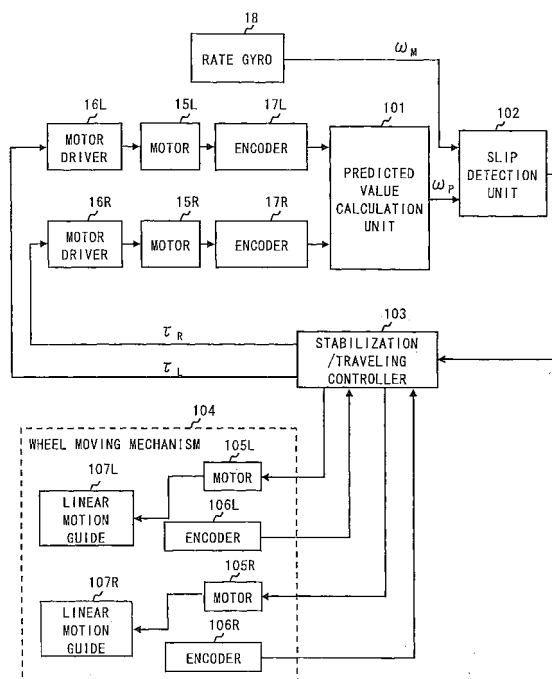 18
RATE GYRO
ω_M
16L
MOTOR
DRIVER
15L
MOTOR
17L
ENCODER
101
PREDICTED
VALUE
CALCULATION
UNIT
102
SLIP
DETECTION
UNIT
ω_P
16R
MOTOR
DRIVER
15R
MOTOR
17R
ENCODER
τ_R
τ_L
103
STABILIZATION
/TRAVELING
CONTROLLER
104
WHEEL MOVING MECHANISM
105L
MOTOR
107L
LINEAR
MOTION
GUIDE
106L
ENCODER
105R
MOTOR
107R
LINEAR
MOTION
GUIDE
106R
ENCODER